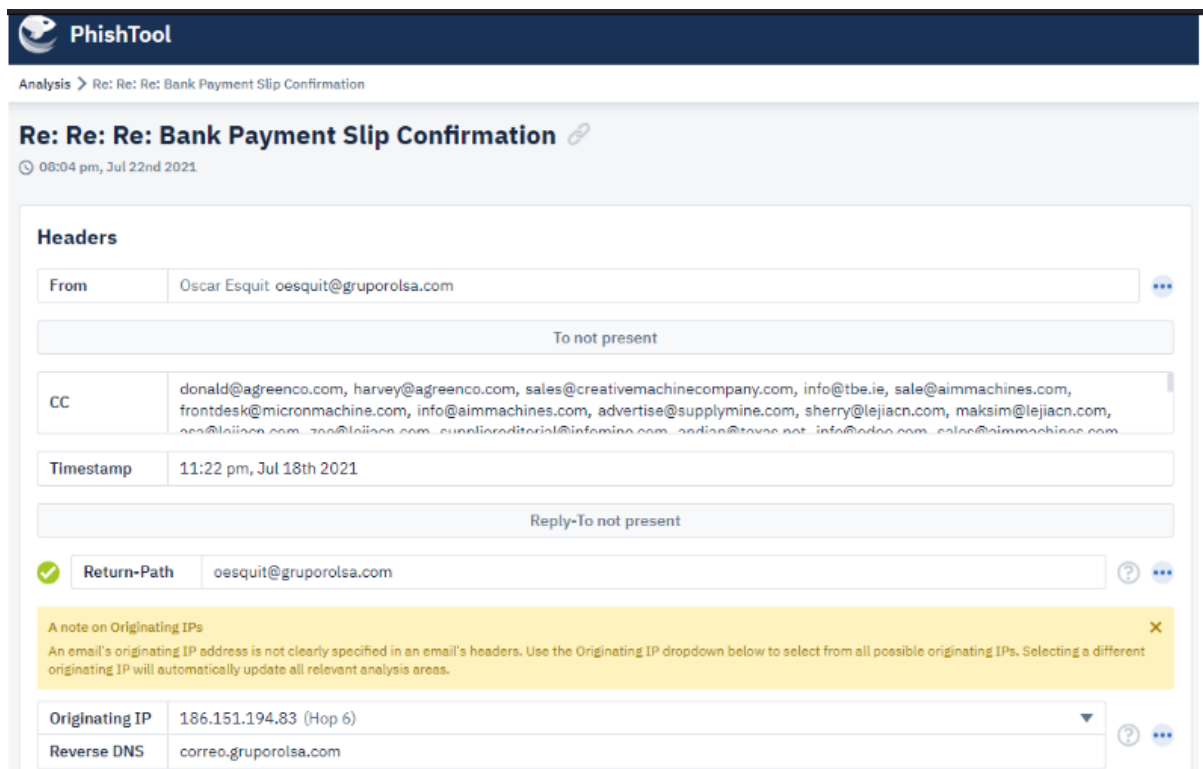 PhishTool
Analysis > Re: Re: Re: Bank Payment Slip Confirmation
Re: Re: Re: Bank Payment Slip Confirmation
08:04 pm, Jul 22nd 2021
Headers
From Oscar Esquit oesquit@gruporolsa.com
To not present
CC
donald@agreenco.com, harvey@agreenco.com, sales@creativemachinecompany.com, info@tbe.ie, sale@aimmachines.com,
frontdesk@micronmachine.com, info@aimmachines.com, advertise@supplymine.com, sherry@lejiacn.com, maksim@lejiacn.com,
Timestamp 11:22 pm, Jul 18th 2021
Reply-To not present
Return-Path oesquit@gruporolsa.com
A note on Originating IPs
An email's originating IP address is not clearly specified in an email's headers. Use the Originating IP dropdown below to select from all possible originating IPs. Selecting a different
originating IP will automatically update all relevant analysis areas.
Originating IP 186.151.194.83 (Hop 6)
Reverse DNS correo.gruporolsa.com